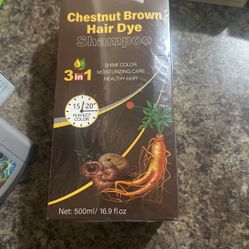 Chestnut Brown
Hair Dye
Shampoo
3 in 1
SHINE COLOR
MOISTURIZING CARE
HEALTHY HAIR
15 20"
PERFECT
COLOR
Net: 500ml/ 16.9 fl.oz